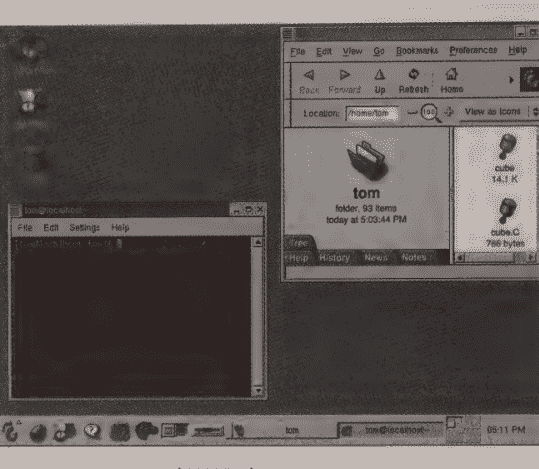 File Edit View Go Bookmarks Preferences Help
Back Forward Up Refresh Home
Location: /home/tom 100 View as Icons
tom
folder, 93 items
today at 5:03:44 PM
cube
14.1 K
cube.C
786 bytes
Tree
Help History News Notes
tom@localhost
File Edit Settings Help
tom tom@localhost:~ 05:11 PM